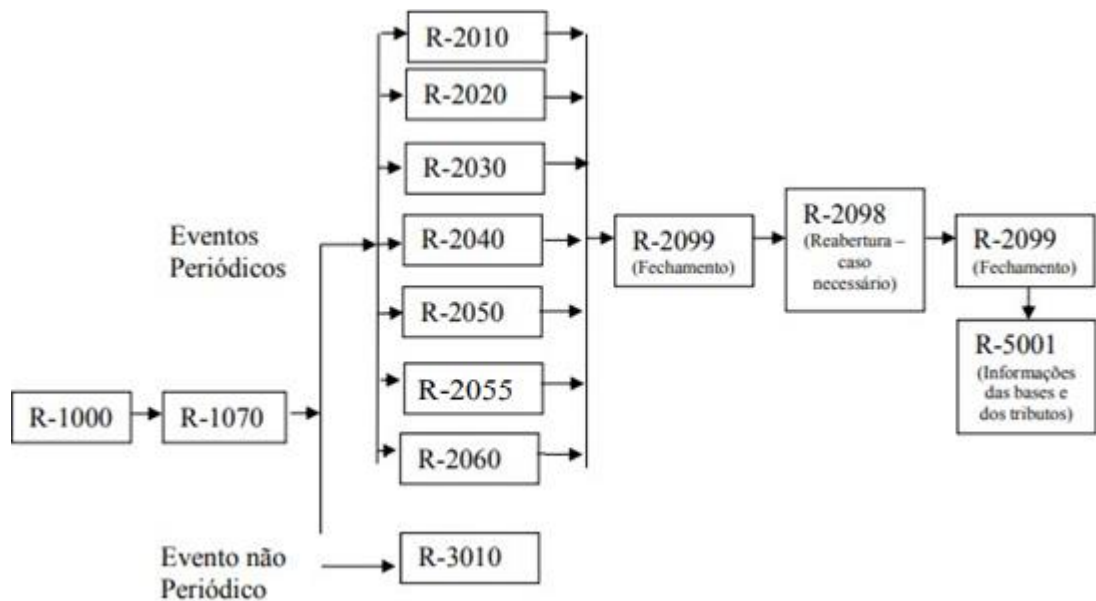 R-2010
R-2020
R-2030
Eventos
Periódicos
R-2040
R-2099
(Fechamento)
R-2098
(Reabertura –
caso
necessário)
R-2099
(Fechamento)
R-2050
R-5001
(Informações
das bases e
dos tributos)
R-2055
R-1000
R-1070
R-2060
Evento não
Periódico
R-3010